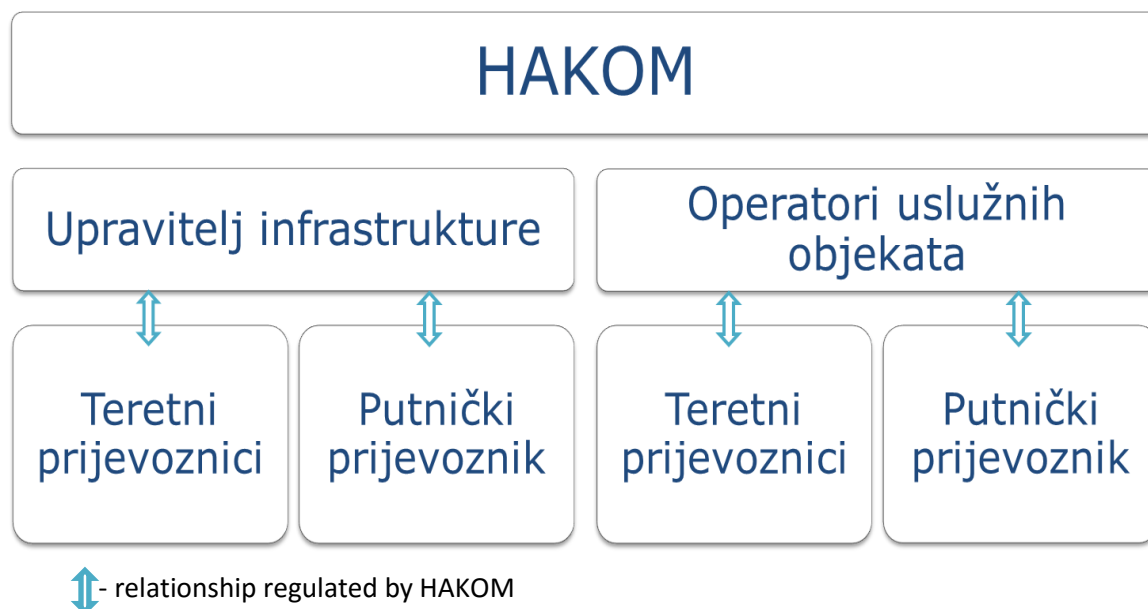 HAKOM
Upravitelj infrastrukture
Operatori uslužnih
objekata
Teretni
prijevoznici
Putnički
prijevoznik
Teretni
prijevoznici
Putnički
prijevoznik
- relationship regulated by HAKOM